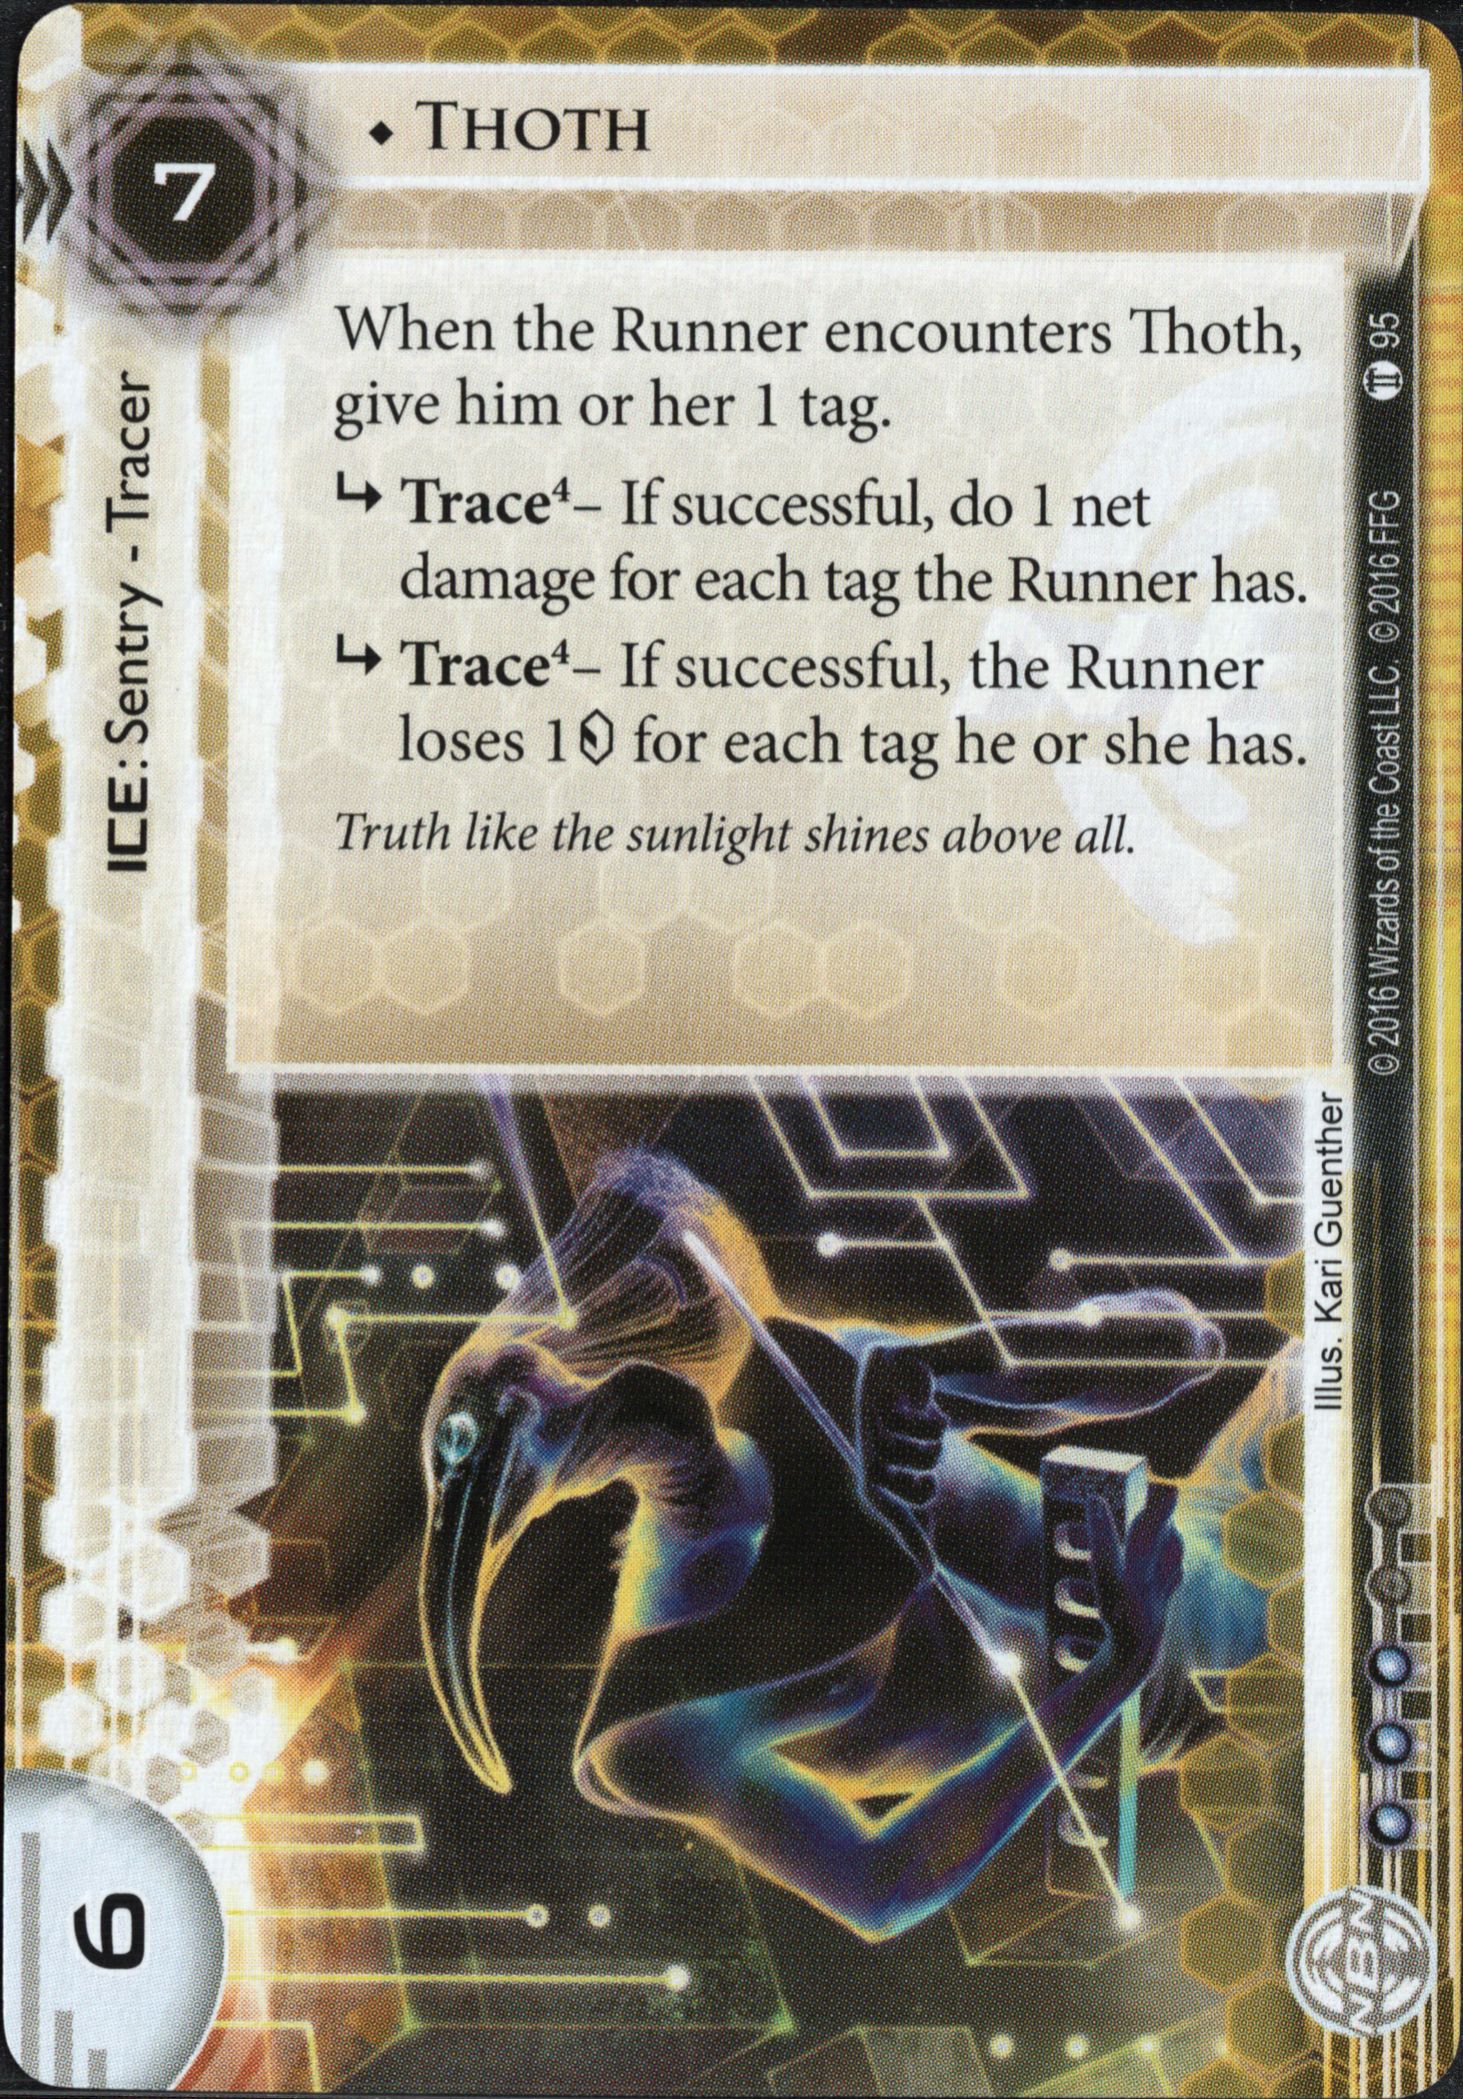 7
◆ THOTH
ICE: Sentry - Tracer
When the Runner encounters Thoth,
give him or her 1 tag.
↳ Trace⁴– If successful, do 1 net
damage for each tag the Runner has.
↳ Trace⁴– If successful, the Runner
loses 1 for each tag he or she has.
Truth like the sunlight shines above all.
© 2016 Wizards of the Coast LLC. © 2016 FFG 95
Illus. Kari Guenther
6
NBN